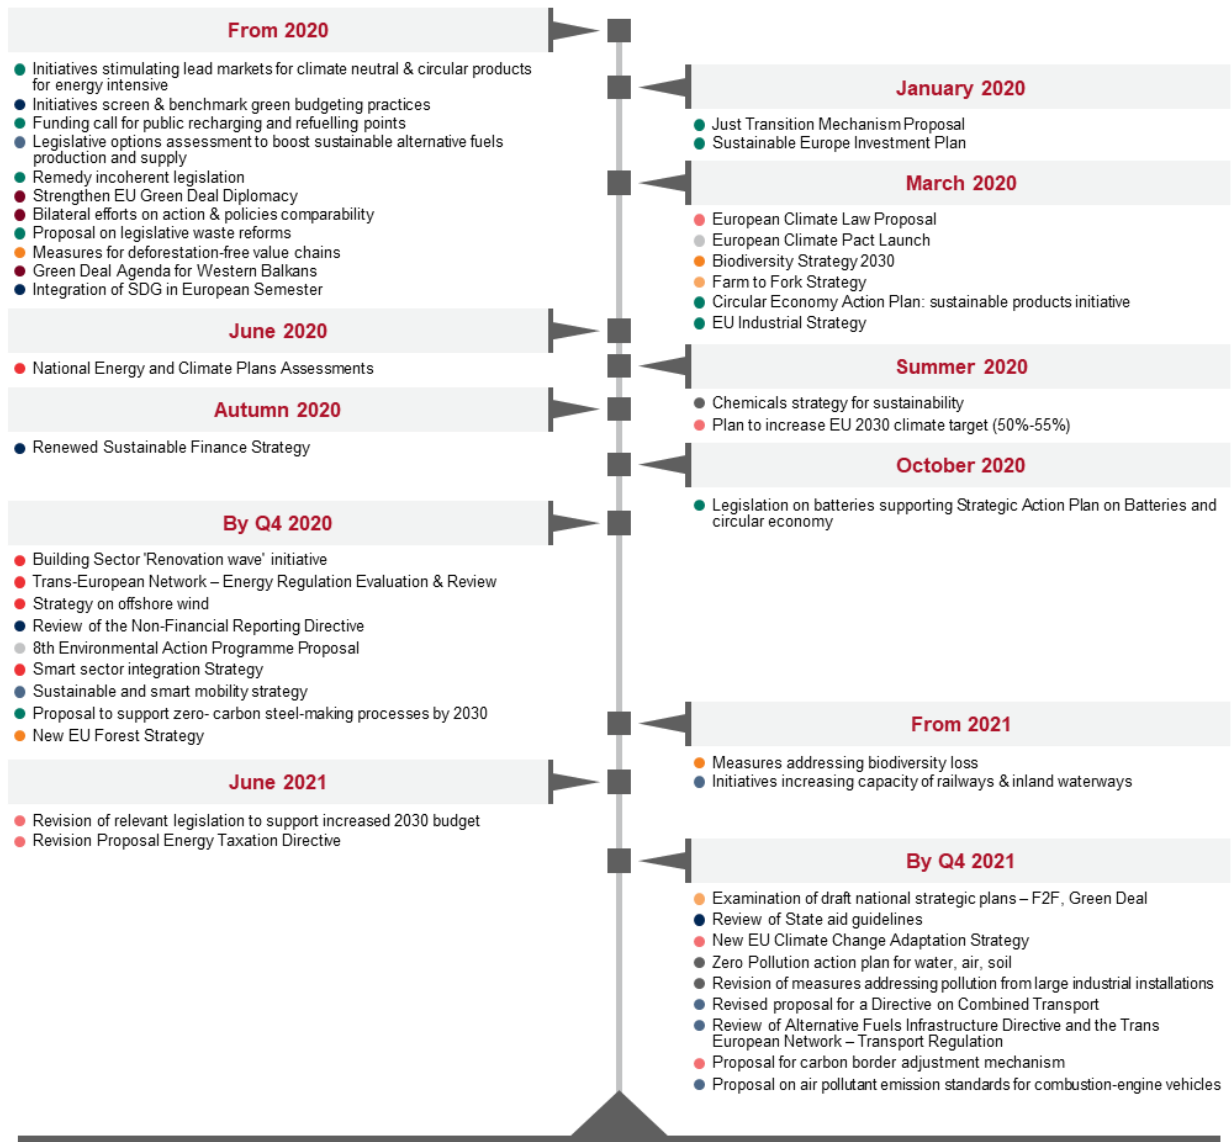 From 2020
Initiatives stimulating lead markets for climate neutral & circular products
for energy intensive
Initiatives screen & benchmark green budgeting practices
Funding call for public recharging and refuelling points
Legislative options assessment to boost sustainable alternative fuels
production and supply
Remedy incoherent legislation
Strengthen EU Green Deal Diplomacy
Bilateral efforts on action & policies comparability
Proposal on legislative waste reforms
Measures for deforestation-free value chains
Green Deal Agenda for Western Balkans
Integration of SDG in European Semester
January 2020
Just Transition Mechanism Proposal
Sustainable Europe Investment Plan
March 2020
European Climate Law Proposal
European Climate Pact Launch
Biodiversity Strategy 2030
Farm to Fork Strategy
Circular Economy Action Plan: sustainable products initiative
EU Industrial Strategy
June 2020
National Energy and Climate Plans Assessments
Summer 2020
Chemicals strategy for sustainability
Plan to increase EU 2030 climate target (50%-55%)
Autumn 2020
Renewed Sustainable Finance Strategy
October 2020
Legislation on batteries supporting Strategic Action Plan on Batteries and
circular economy
By Q4 2020
Building Sector 'Renovation wave' initiative
Trans-European Network – Energy Regulation Evaluation & Review
Strategy on offshore wind
Review of the Non-Financial Reporting Directive
8th Environmental Action Programme Proposal
Smart sector integration Strategy
Sustainable and smart mobility strategy
Proposal to support zero- carbon steel-making processes by 2030
New EU Forest Strategy
From 2021
Measures addressing biodiversity loss
Initiatives increasing capacity of railways & inland waterways
June 2021
Revision of relevant legislation to support increased 2030 budget
Revision Proposal Energy Taxation Directive
By Q4 2021
Examination of draft national strategic plans – F2F, Green Deal
Review of State aid guidelines
New EU Climate Change Adaptation Strategy
Zero Pollution action plan for water, air, soil
Revision of measures addressing pollution from large industrial installations
Revised proposal for a Directive on Combined Transport
Review of Alternative Fuels Infrastructure Directive and the Trans
European Network – Transport Regulation
Proposal for carbon border adjustment mechanism
Proposal on air pollutant emission standards for combustion-engine vehicles